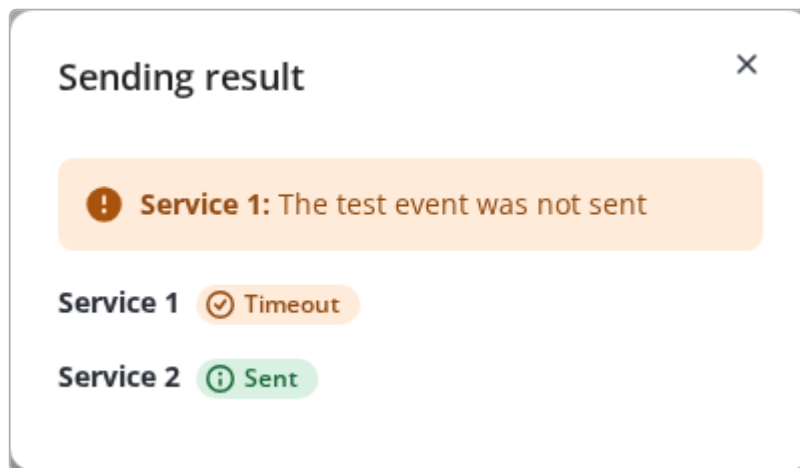 Sending result
Service 1: The test event was not sent
Service 1 Timeout
Service 2 Sent